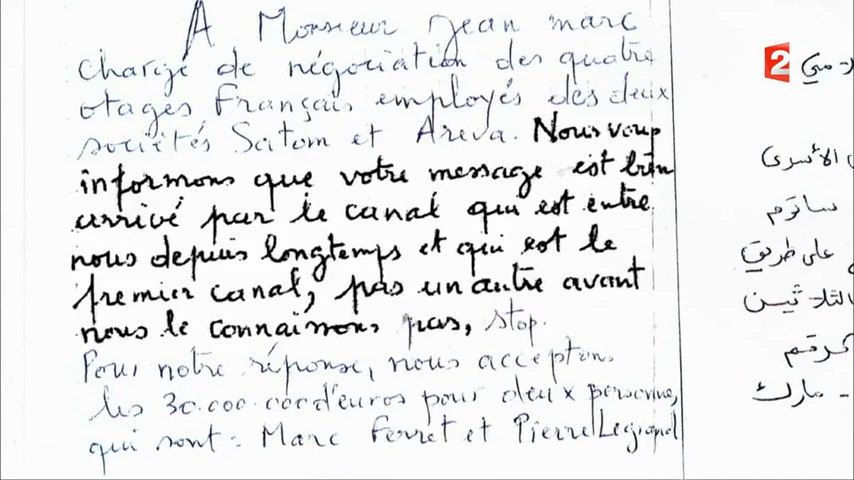 A Monsieur Jean marc
chargé de négociation des quatre
otages Français employés des deux
sociétés Satom et Areva. Nous vous
informons que votre message est bien
arrivé par le canal qui est entre
nous depuis longtemps et qui est le
premier canal, pas un autre avant
nous le connaissons pas, stop.
Pour notre réponse, nous acceptons
les 30.000.000 d'euros pour deux personne,
qui sont : Marc Ferret et Pierre Legrand
2
الأسرى
ساتوم
على طريق
مارك